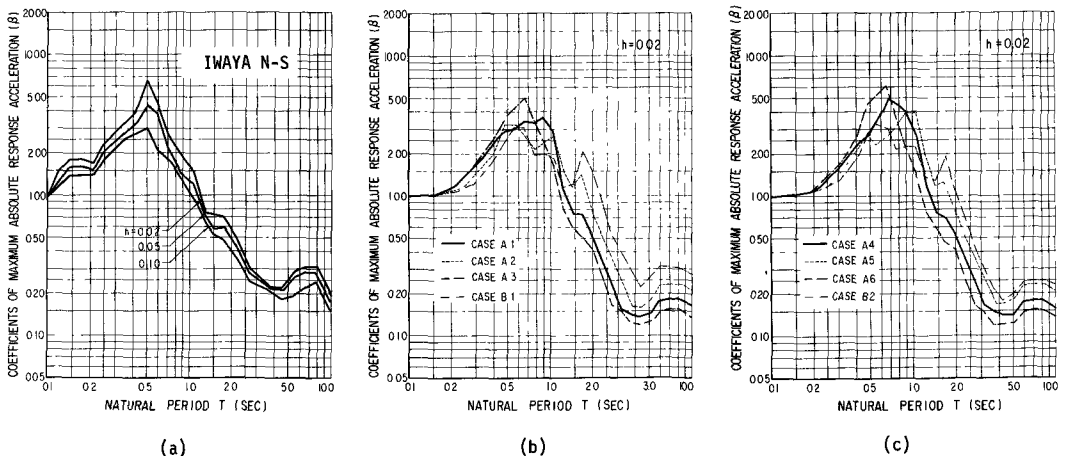 COEFFICIENTS OF MAXIMUM ABSOLUTE RESPONSE ACCELERATION (β)
2000
1000
500
200
100
050
020
010
005
IWAYA N-S
h=0.02
0.05
0.10
01 02 05 10 20 50 100
NATURAL PERIOD T (SEC)
(a)
COEFFICIENTS OF MAXIMUM ABSOLUTE RESPONSE ACCELERATION (β)
2000
1000
500
200
100
050
020
010
005
h=002
CASE A 1
CASE A 2
CASE A 3
CASE B 1
01 02 05 10 20 30 100
NATURAL PERIOD T (SEC)
(b)
COEFFICIENTS OF MAXIMUM ABSOLUTE RESPONSE ACCELERATION (β)
2000
1000
500
200
100
050
020
010
005
h=0.02
CASE A4
CASE A5
CASE A6
CASE B2
01 02 05 10 20 50 100
NATURAL PERIOD T (SEC)
(c)